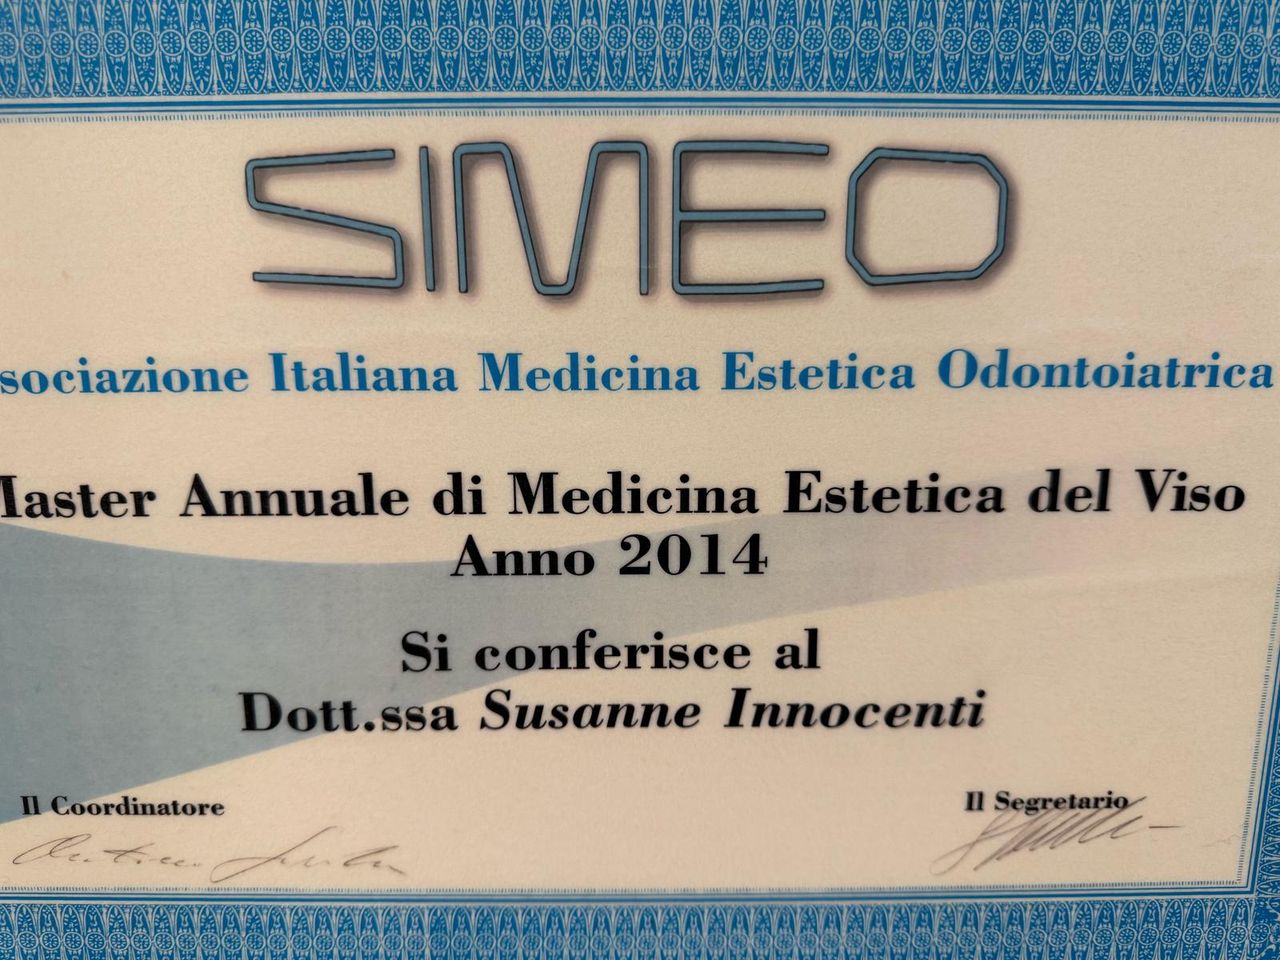 SIMEO
sociazione Italiana Medicina Estetica Odontoiatrica
Master Annuale di Medicina Estetica del Viso
Anno 2014
Si conferisce al
Dott.ssa Susanne Innocenti
Il Coordinatore
Il Segretario